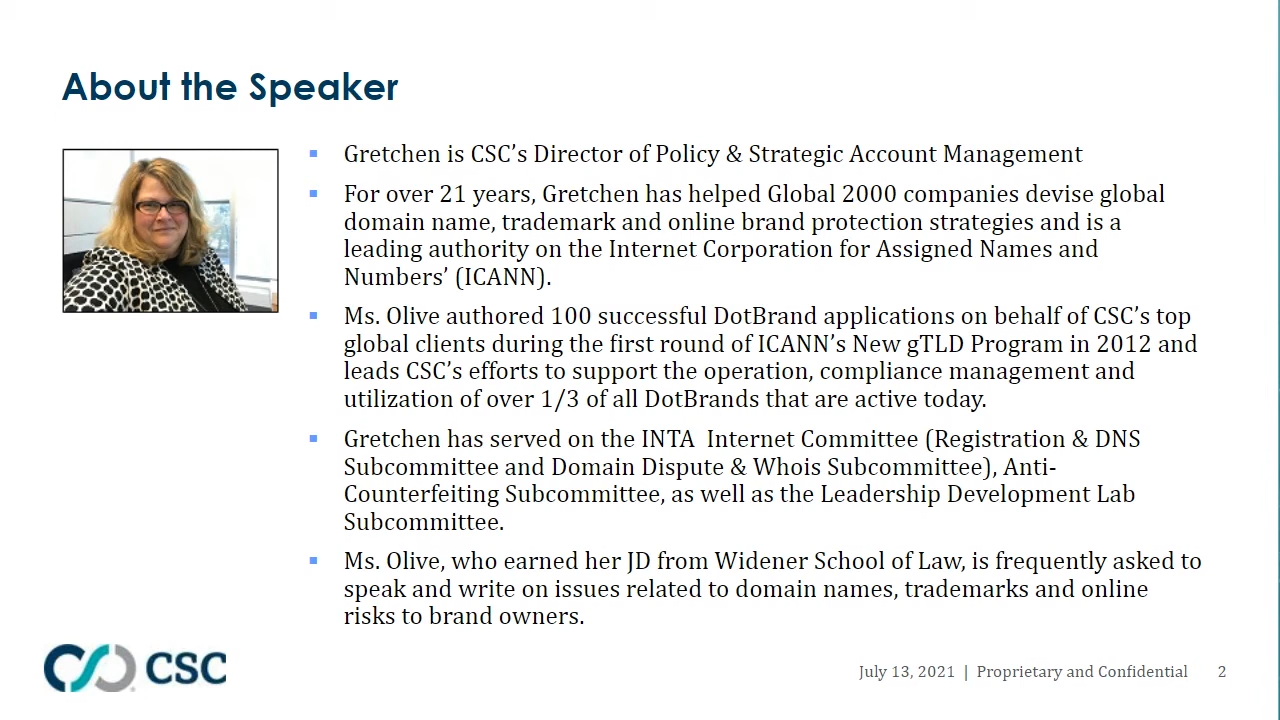 About the Speaker
Gretchen is CSC’s Director of Policy & Strategic Account Management
For over 21 years, Gretchen has helped Global 2000 companies devise global
domain name, trademark and online brand protection strategies and is a
leading authority on the Internet Corporation for Assigned Names and
Numbers’ (ICANN).
Ms. Olive authored 100 successful DotBrand applications on behalf of CSC’s top
global clients during the first round of ICANN’s New gTLD Program in 2012 and
leads CSC’s efforts to support the operation, compliance management and
utilization of over 1/3 of all DotBrands that are active today.
Gretchen has served on the INTA  Internet Committee (Registration & DNS
Subcommittee and Domain Dispute & Whois Subcommittee), Anti-
Counterfeiting Subcommittee, as well as the Leadership Development Lab
Subcommittee.
Ms. Olive, who earned her JD from Widener School of Law, is frequently asked to
speak and write on issues related to domain names, trademarks and online
risks to brand owners.
CSC
July 13, 2021 | Proprietary and Confidential 2